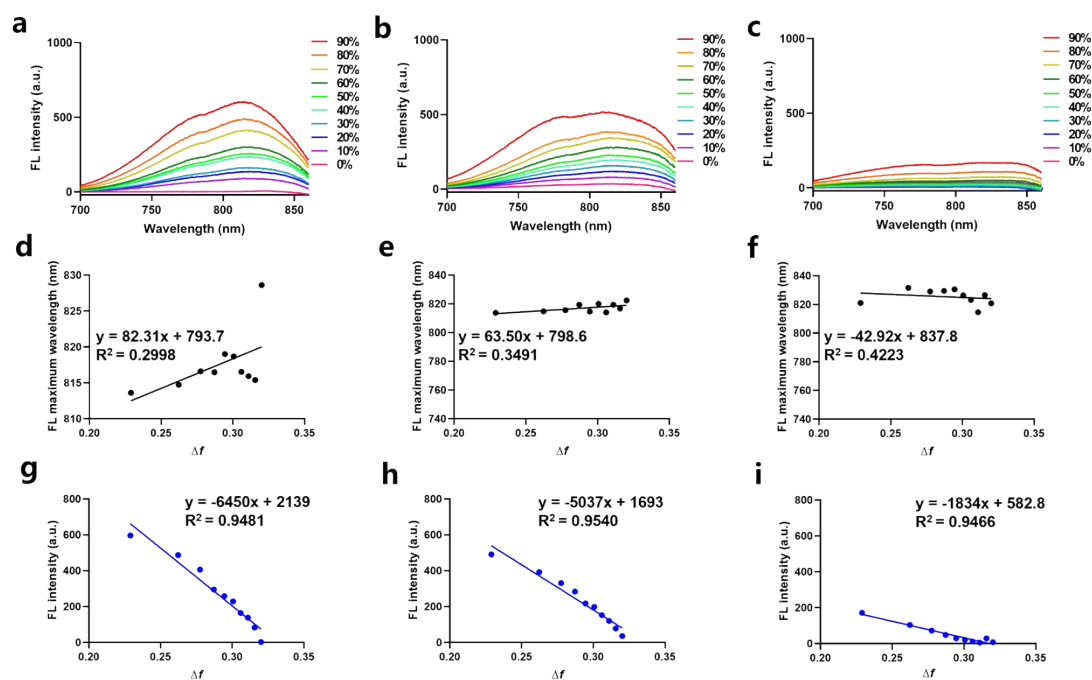 a
b
c
FL intensity (a.u.)
1000
500
0
700
750
800
850
Wavelength (nm)
90%
80%
70%
60%
50%
40%
30%
20%
10%
0%
FL intensity (a.u.)
1000
500
0
700
750
800
850
Wavelength (nm)
90%
80%
70%
60%
50%
40%
30%
20%
10%
0%
FL intensity (a.u.)
1000
500
0
700
750
800
850
Wavelength (nm)
90%
80%
70%
60%
50%
40%
30%
20%
10%
0%
d
e
f
FL maximum wavelength (nm)
830
825
820
815
810
y = 82.31x + 793.7
R² = 0.2998
0.20
0.25
0.30
0.35
Δf
FL maximum wavelength (nm)
840
820
800
780
760
740
y = 63.50x + 798.6
R² = 0.3491
0.20
0.25
0.30
0.35
Δf
FL maximum wavelength (nm)
840
820
800
780
760
740
y = -42.92x + 837.8
R² = 0.4223
0.20
0.25
0.30
0.35
Δf
g
h
i
FL intensity (a.u.)
800
600
400
200
0
y = -6450x + 2139
R² = 0.9481
0.20
0.25
0.30
0.35
Δf
FL intensity (a.u.)
800
600
400
200
0
y = -5037x + 1693
R² = 0.9540
0.20
0.25
0.30
0.35
Δf
FL intensity (a.u.)
800
600
400
200
0
y = -1834x + 582.8
R² = 0.9466
0.20
0.25
0.30
0.35
Δf